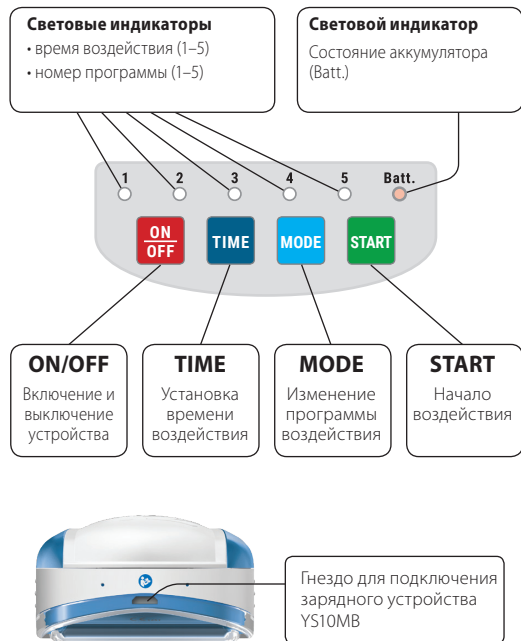 Световые индикаторы
• время воздействия (1–5)
• номер программы (1–5)
Световой индикатор
Состояние аккумулятора
(Batt.)
1 2 3 4 5 Batt.
ON
OFF
TIME
MODE
START
ON/OFF
Включение и
выключение
устройства
TIME
Установка
времени
воздействия
MODE
Изменение
программы
воздействия
START
Начало
воздействия
Гнездо для подключения
зарядного устройства
YS10MB